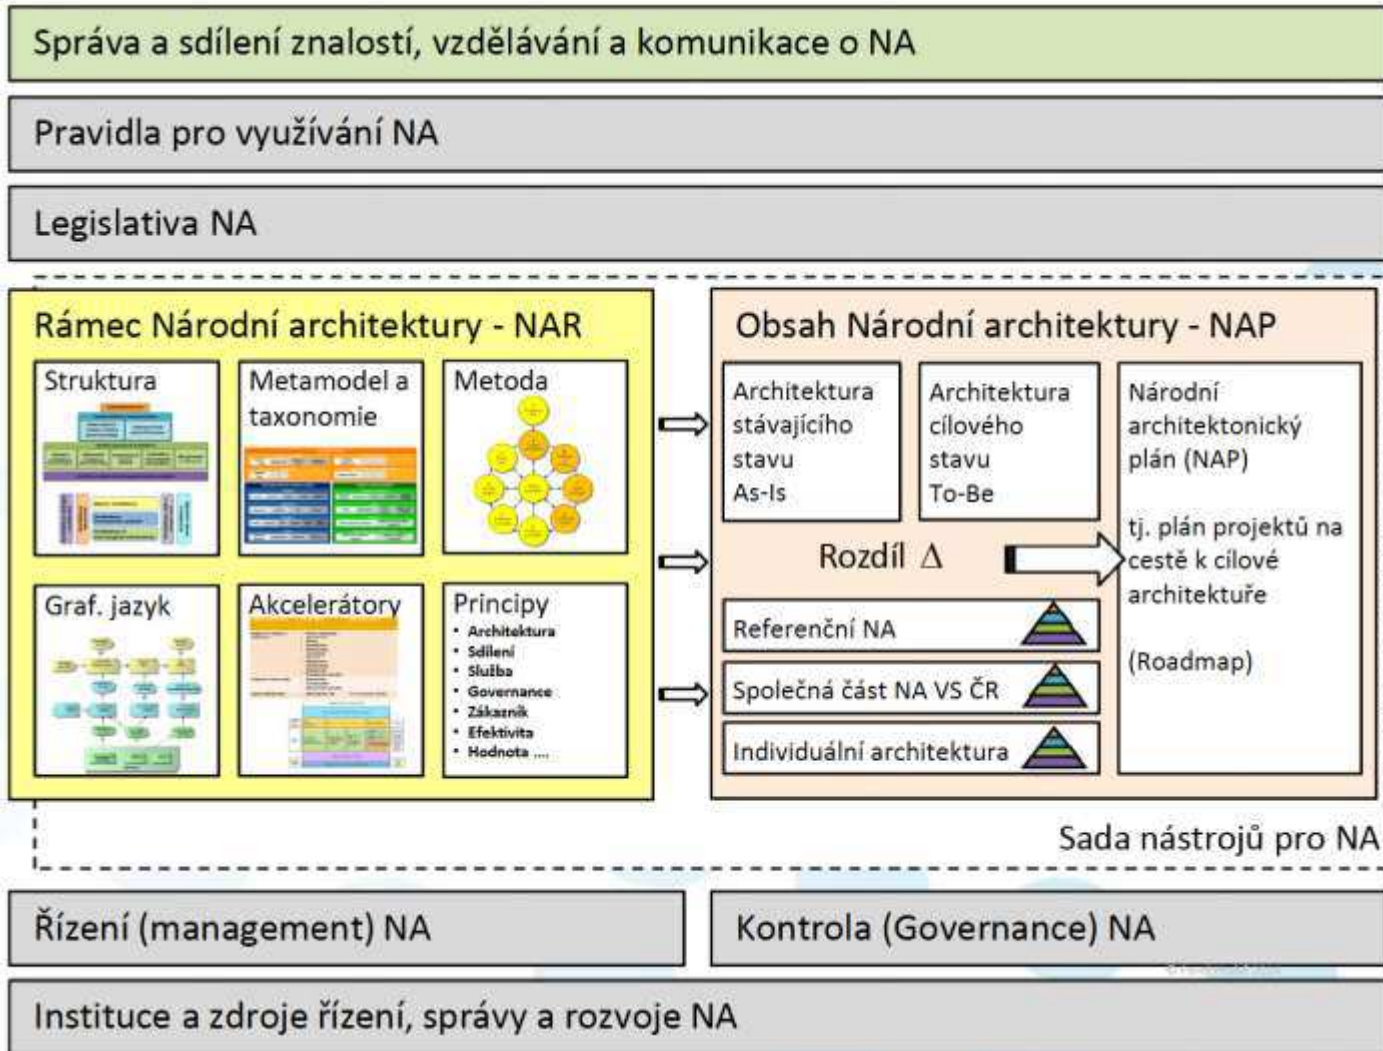 Správa a sdílení znalostí, vzdělávání a komunikace o NA
Pravidla pro využívání NA
Legislativa NA
Rámec Národní architektury - NAR
Struktura
Metamodel a
taxonomie
Metoda
Graf. jazyk
Akcelerátory
Principy
• Architektura
• Sdílení
• Služba
• Governance
• Zákazník
• Efektivita
• Hodnota ....
Obsah Národní architektury - NAP
Architektura
stávajícího
stavu
As-Is
Architektura
cílového
stavu
To-Be
Rozdíl Δ
Referenční NA
Společná část NA VS ČR
Individuální architektura
Národní
architektonický
plán (NAP)
tj. plán projektů na
cestě k cílové
architektuře
(Roadmap)
Sada nástrojů pro NA
Řízení (management) NA
Kontrola (Governance) NA
Instituce a zdroje řízení, správy a rozvoje NA